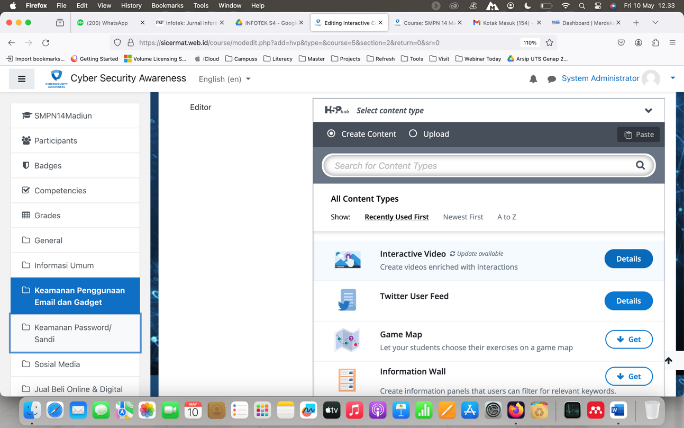 Firefox File Edit View History Bookmarks Tools Window Help Fri 10 May 12.33
(200) WhatsApp
infotek: Jurnal Infor
INFOTEK S4 - Google
Editing Interactive C
Course: SMPN 14 M
Kotak Masuk (154)
Dashboard | Merdeka
https://sicermat.web.id/course/modedit.php?add=hvp&type=&course=5&section=2&return=0&sr=0
110%
Import bookmarks... Getting Started Volume Licensing S... Cloud Campuss Literacy Master Projects Refresh Tools Visit Webinar Today Arsip UTS Genap Z...
Cyber Security Awareness
English (en)
System Administrator
SMPN14Madiun
Participants
Badges
Competencies
Grades
General
Informasi Umum
Keamanan Penggunaan
Email dan Gadget
Keamanan Password/
Sandi
Sosial Media
Jual Beli Online & Digital
Editor
H5P hub Select content type
Create Content Upload Paste
Search for Content Types
All Content Types
Show: Recently Used First Newest First A to Z
Interactive Video Update available
Create videos enriched with interactions
Details
Twitter User Feed
Details
Game Map
Let your students choose their exercises on a game map
Get
Information Wall
Create information panels that users can filter for relevant keywords.
Get
MAY
10
tv